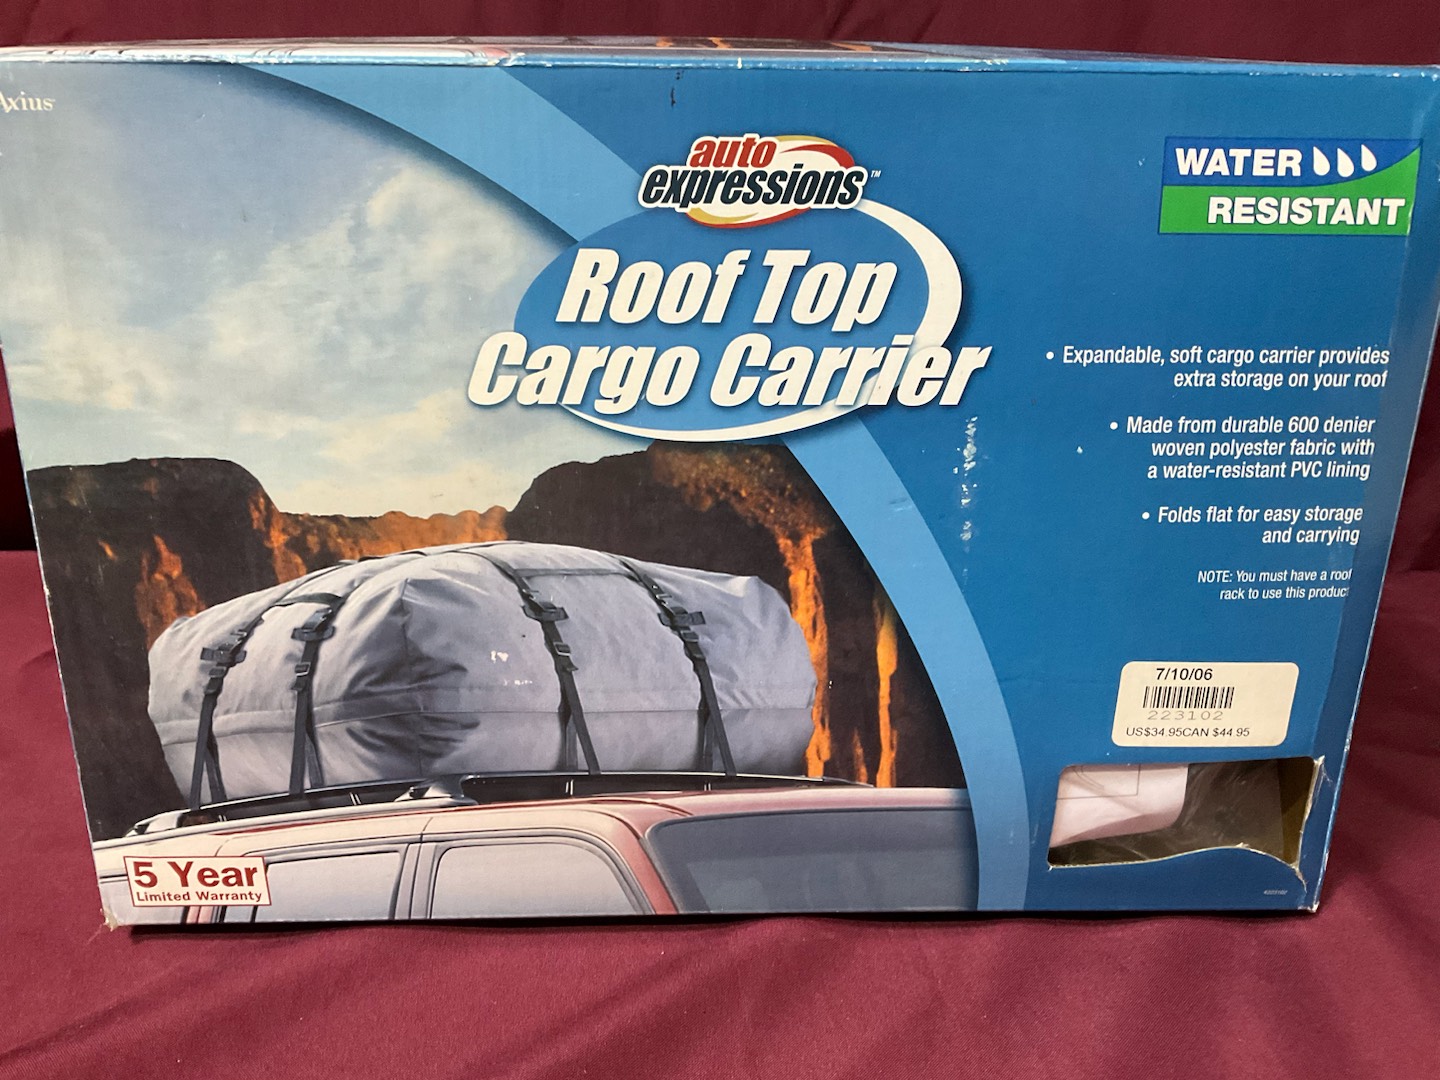 Axius
auto
expressions™
Roof Top
Cargo Carrier
WATER
RESISTANT
• Expandable, soft cargo carrier provides
extra storage on your roof
• Made from durable 600 denier
woven polyester fabric with
a water-resistant PVC lining
• Folds flat for easy storage
and carrying
NOTE: You must have a roof
rack to use this product
7/10/06
223102
US$34.95CAN $44.95
5 Year
Limited Warranty